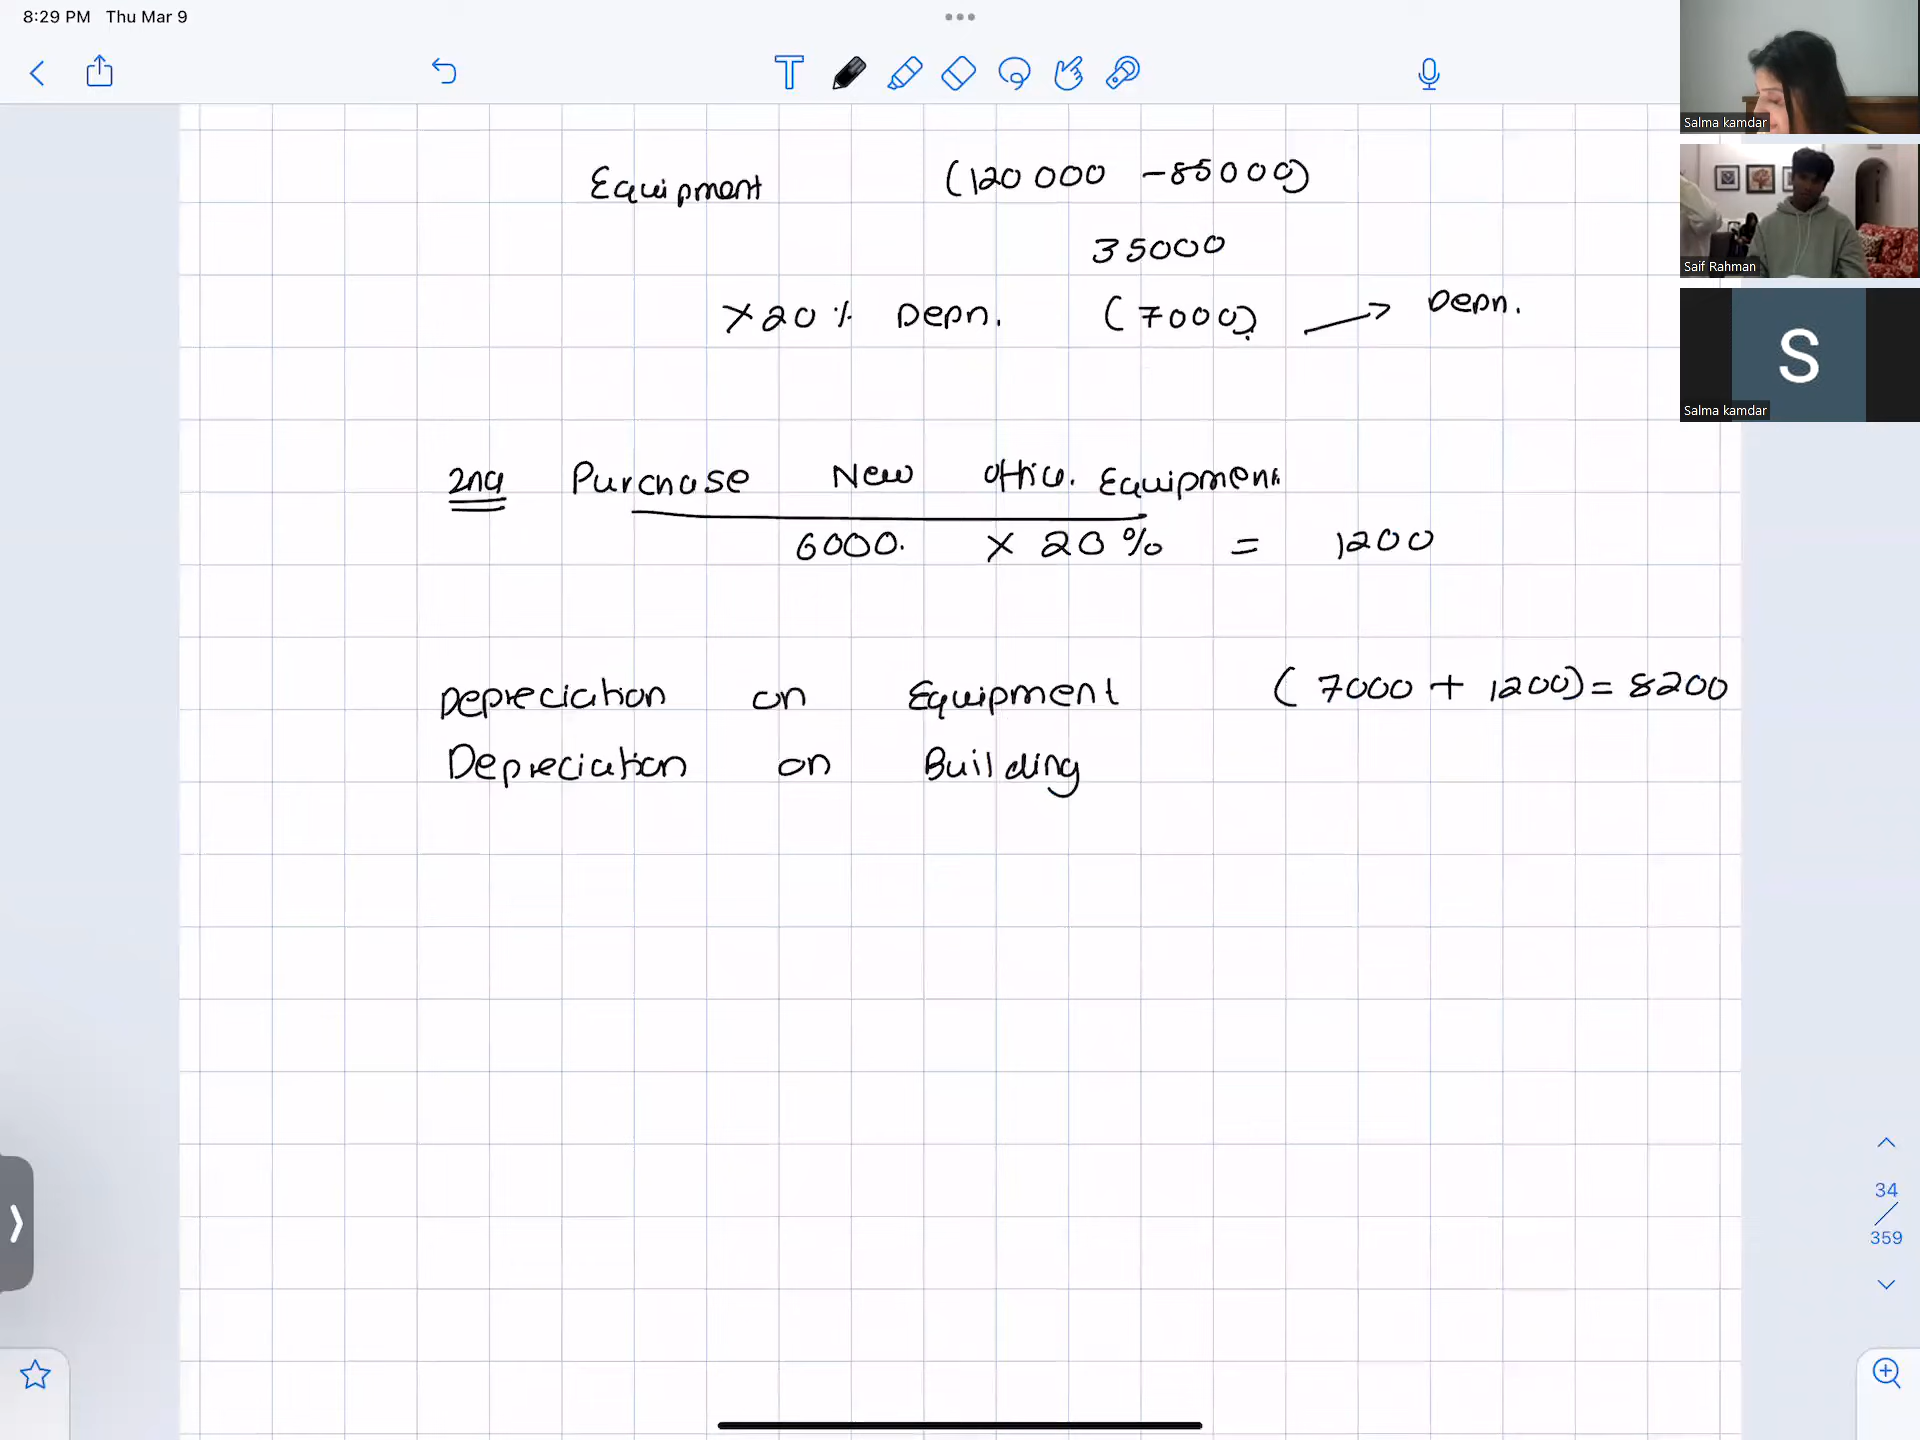 8:29 PM Thu Mar 9
Salma kamdar
Equipment (120 000 - 85000)
35000
Saif Rahman
× 20 % Depn. (7000) → Depn.
S
Salma kamdar
2nd Purchase New Office. Equipment
6000. × 20 % = 1200
Depreciation on Equipment (7000 + 1200) = 8200
Depreciation on Building
34
359